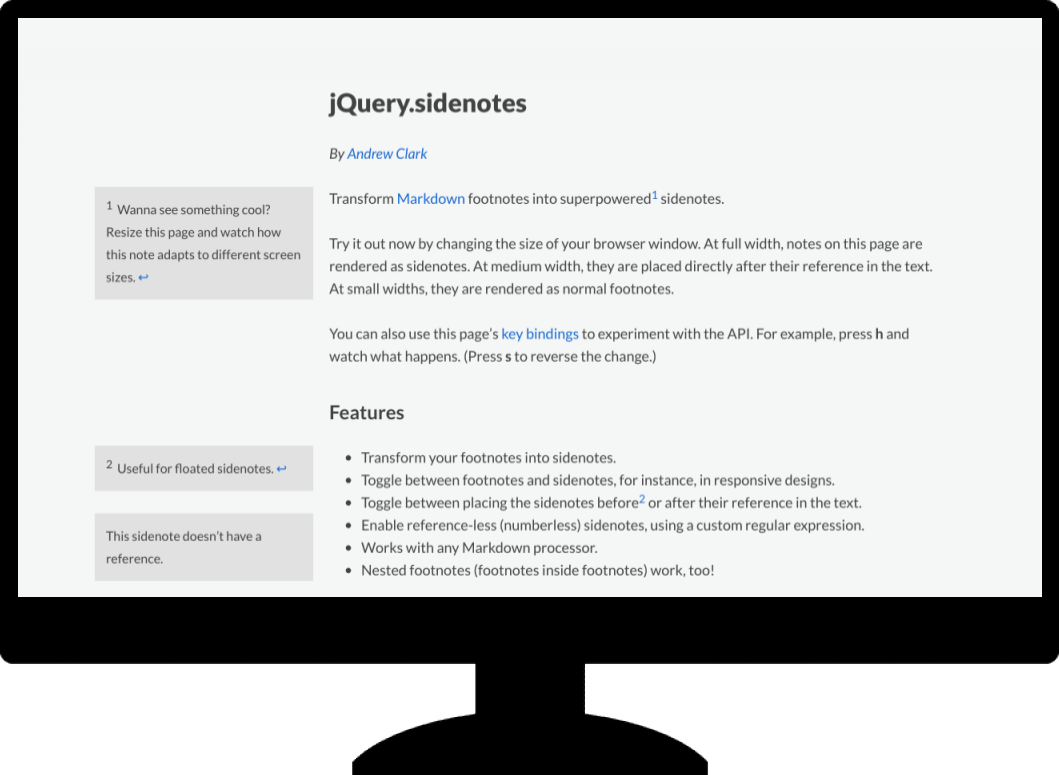 jQuery.sidenotes
By Andrew Clark
1 Wanna see something cool?
Resize this page and watch how
this note adapts to different screen
sizes. ↩
Transform Markdown footnotes into superpowered1 sidenotes.
Try it out now by changing the size of your browser window. At full width, notes on this page are
rendered as sidenotes. At medium width, they are placed directly after their reference in the text.
At small widths, they are rendered as normal footnotes.
You can also use this page’s key bindings to experiment with the API. For example, press h and
watch what happens. (Press s to reverse the change.)
Features
2 Useful for floated sidenotes. ↩
This sidenote doesn’t have a
reference.
• Transform your footnotes into sidenotes.
• Toggle between footnotes and sidenotes, for instance, in responsive designs.
• Toggle between placing the sidenotes before2 or after their reference in the text.
• Enable reference-less (numberless) sidenotes, using a custom regular expression.
• Works with any Markdown processor.
• Nested footnotes (footnotes inside footnotes) work, too!